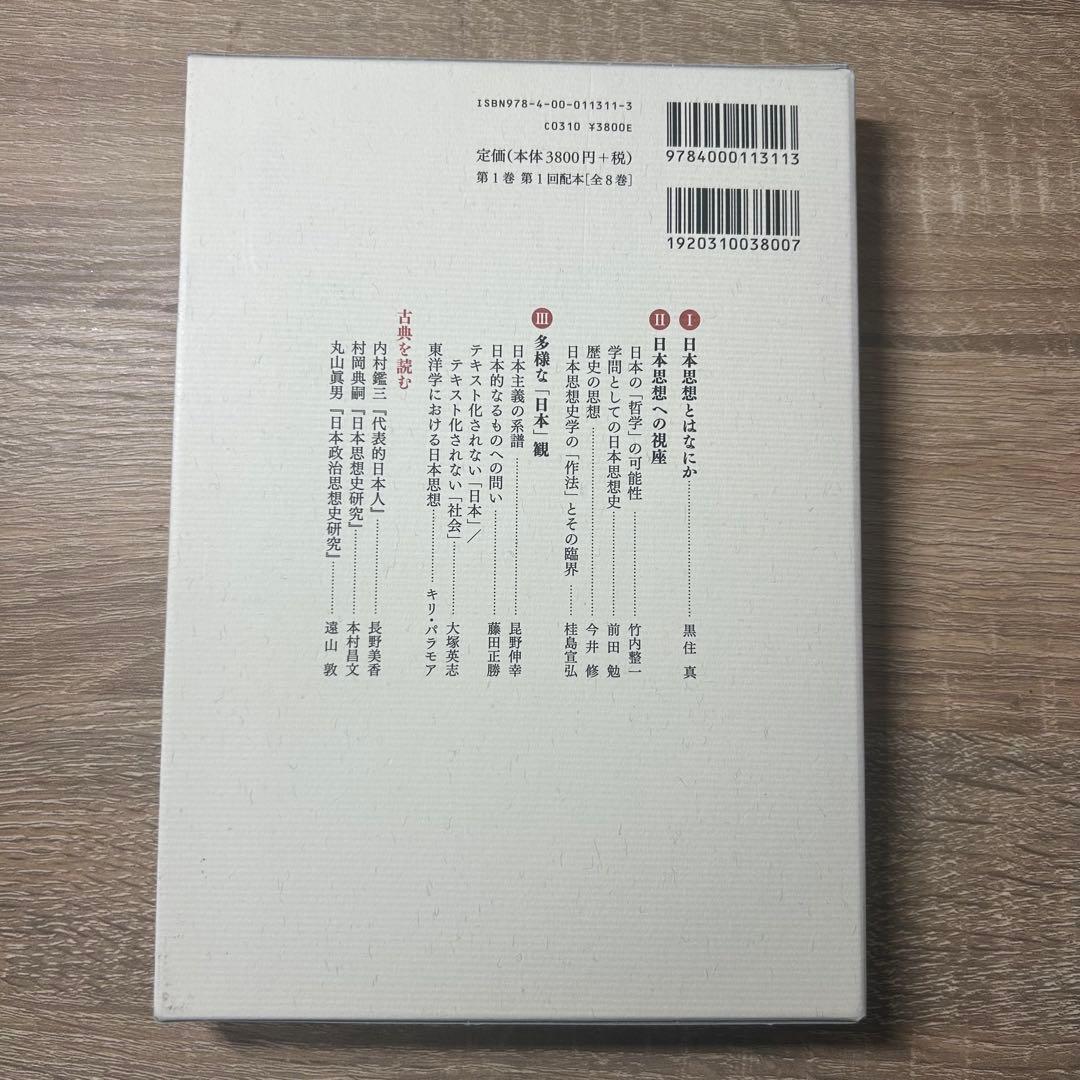 ISBN978-4-00-011311-3
C0310 ¥3800E
定価(本体3800円+税)
第1巻 第1回配本[全8巻]
9784000113113
1920310038007
I 日本思想とはなにか……………………黒住 真
II 日本思想への視座
日本の「哲学」の可能性……………………竹内整一
学問としての日本思想史……………………前田 勉
歴史の思想……………………今井 修
日本思想史学の「作法」とその臨界……………………桂島宣弘
III 多様な「日本」観
日本主義の系譜……………………昆野伸幸
日本的なるものへの問い……………………藤田正勝
テキスト化されない「日本」／
テキスト化されない「社会」……………………大塚英志
東洋学における日本思想……………………キリ・パラモア
古典を読む
内村鑑三『代表的日本人』……………………長野美香
村岡典嗣『日本思想史研究』……………………本村昌文
丸山眞男『日本政治思想史研究』……………………遠山 敦